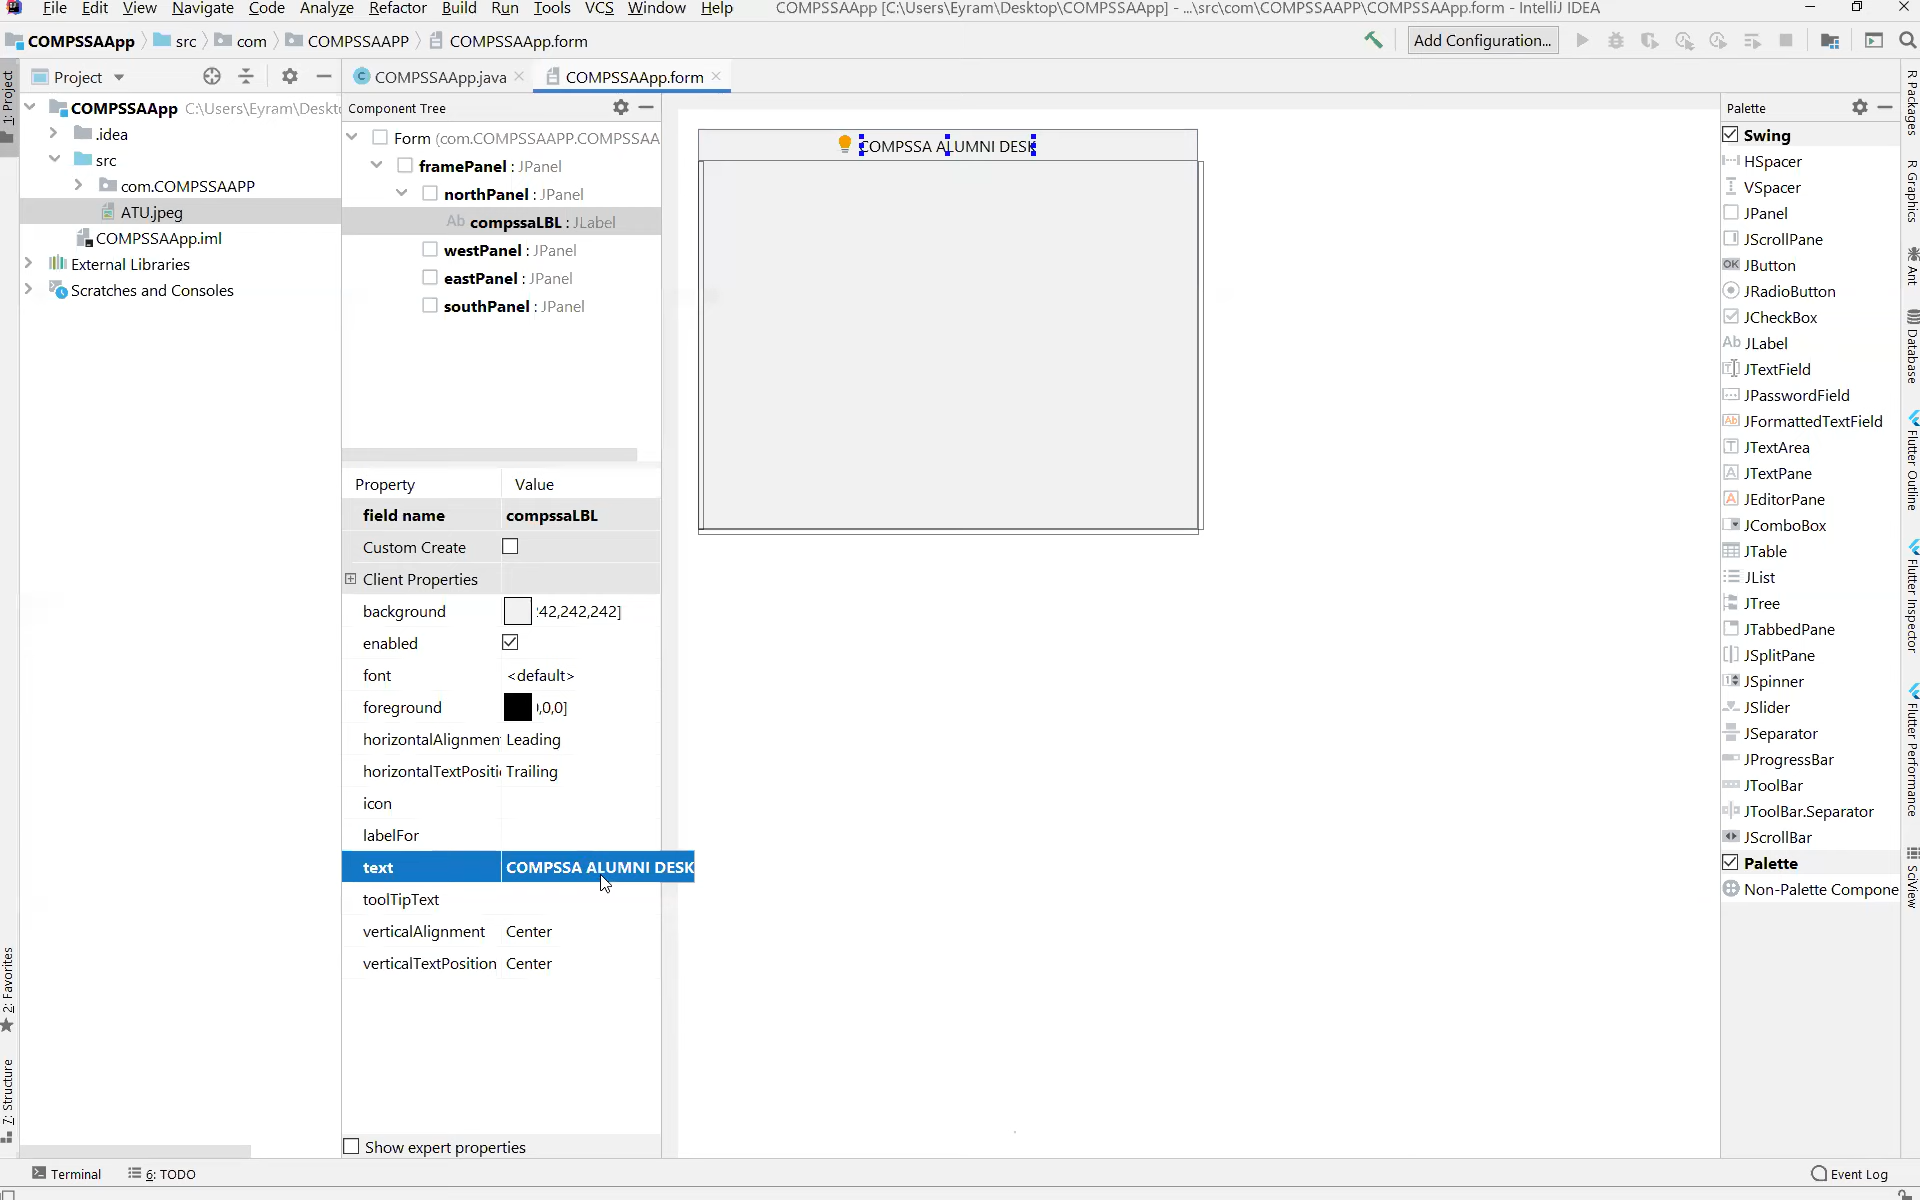 File Edit View Navigate Code Analyze Refactor Build Run Tools VCS Window Help COMPSSAApp [C:\Users\Eyram\Desktop\COMPSSAApp] - ...\src\com\COMPSSAAPP\COMPSSAApp.form - IntelliJ IDEA
COMPSSAApp src com COMPSSAAPP COMPSSAApp.form Add Configuration...
Project COMPSSAApp.java COMPSSAApp.form
COMPSSAApp C:\Users\Eyram\Deskt
.idea
src
com.COMPSSAAPP
ATU.jpeg
COMPSSAApp.iml
External Libraries
Scratches and Consoles
Component Tree
Form (com.COMPSSAAPP.COMPSSAA
framePanel : JPanel
northPanel : JPanel
Ab compssaLBL : JLabel
westPanel : JPanel
eastPanel : JPanel
southPanel : JPanel
Property Value
field name compssaLBL
Custom Create
Client Properties
background 242,242,242]
enabled
font <default>
foreground ,0,0]
horizontalAlignmen Leading
horizontalTextPositi Trailing
icon
labelFor
text COMPSSA ALUMNI DESK
toolTipText
verticalAlignment Center
verticalTextPosition Center
Show expert properties
COMPSSA ALUMNI DESK
Palette
Swing
HSpacer
VSpacer
JPanel
JScrollPane
OK JButton
JRadioButton
JCheckBox
Ab JLabel
JTextField
JPasswordField
JFormattedTextField
JTextArea
JTextPane
JEditorPane
JComboBox
JTable
JList
JTree
JTabbedPane
JSplitPane
JSpinner
JSlider
JSeparator
JProgressBar
JToolBar
JToolBar.Separator
JScrollBar
Palette
Non-Palette Compone
1: Project
2: Favorites
7: Structure
R Packages
R Graphics
Ant
Database
Flutter Outline
Flutter Inspector
Flutter Performance
SciView
Terminal 6: TODO Event Log